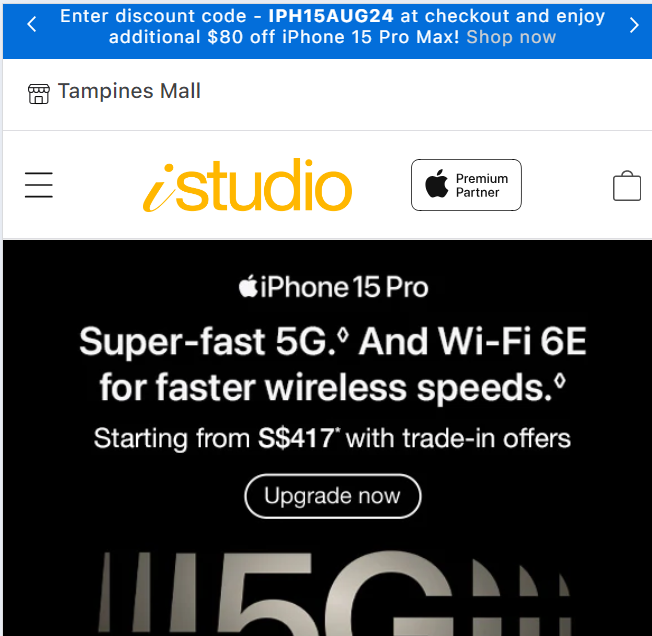 Enter discount code - IPH15AUG24 at checkout and enjoy
additional $80 off iPhone 15 Pro Max! Shop now
Tampines Mall
istudio
Premium
Partner
iPhone 15 Pro
Super-fast 5G.◊ And Wi-Fi 6E
for faster wireless speeds.◊
Starting from S$417* with trade-in offers
Upgrade now
5G